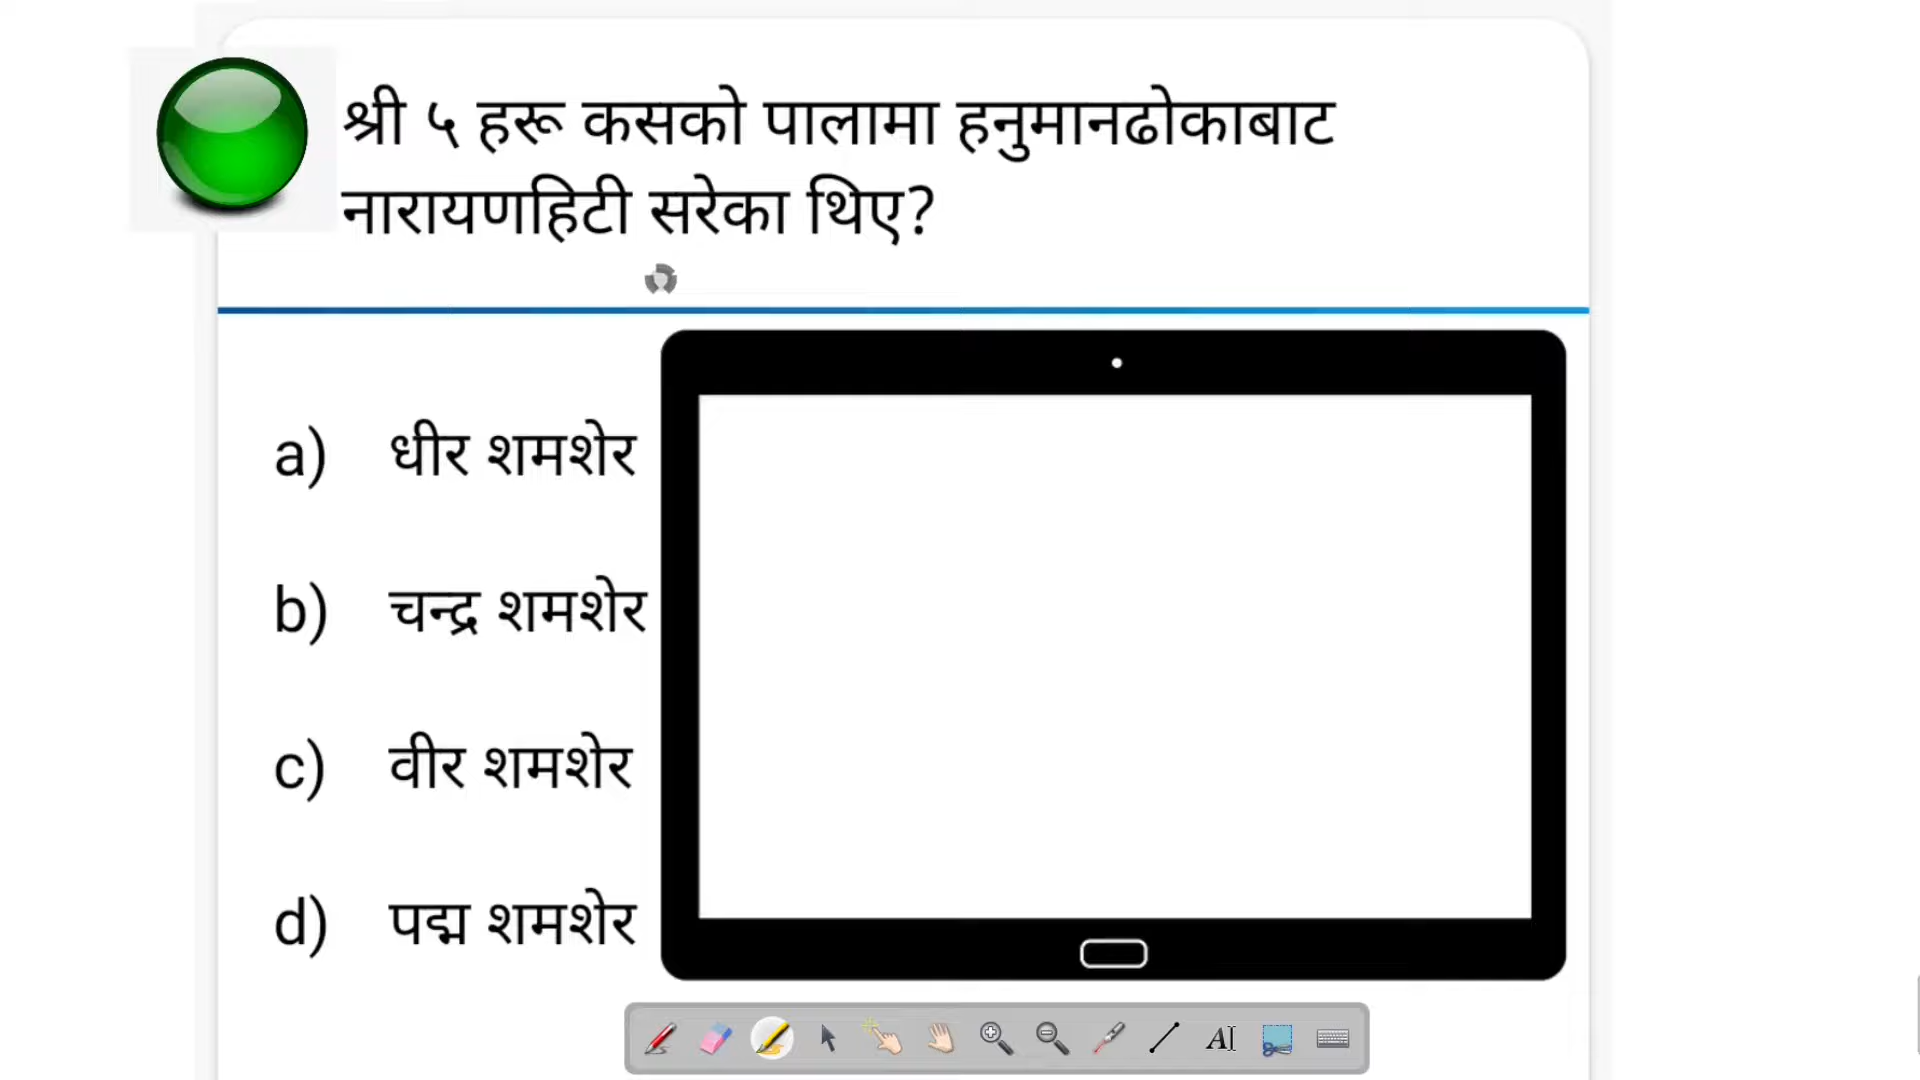 श्री ५ हरू कसको पालामा हनुमानढोकाबाट
नारायणहिटी सरेका थिए?
a) धीर शमशेर
b) चन्द्र शमशेर
c) वीर शमशेर
d) पद्म शमशेर